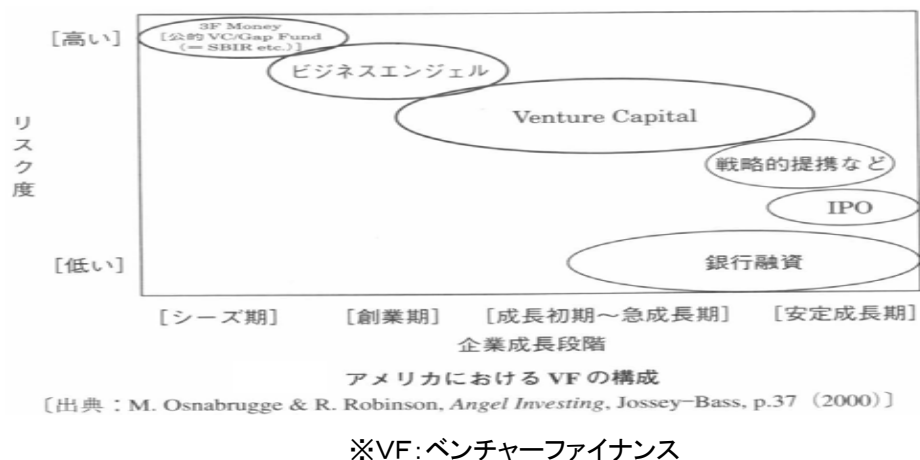 3F Money
[公的 VC/Gap Fund
(= SBIR etc.)]
[高い]
ビジネスエンジェル
Venture Capital
リスク度
戦略的提携など
IPO
[低い]
銀行融資
[シーズ期] [創業期] [成長初期～急成長期] [安定成長期]
企業成長段階
アメリカにおける VF の構成
[出典：M. Osnabrugge & R. Robinson, Angel Investing, Jossey-Bass, p.37 (2000)]
※VF：ベンチャーファイナンス